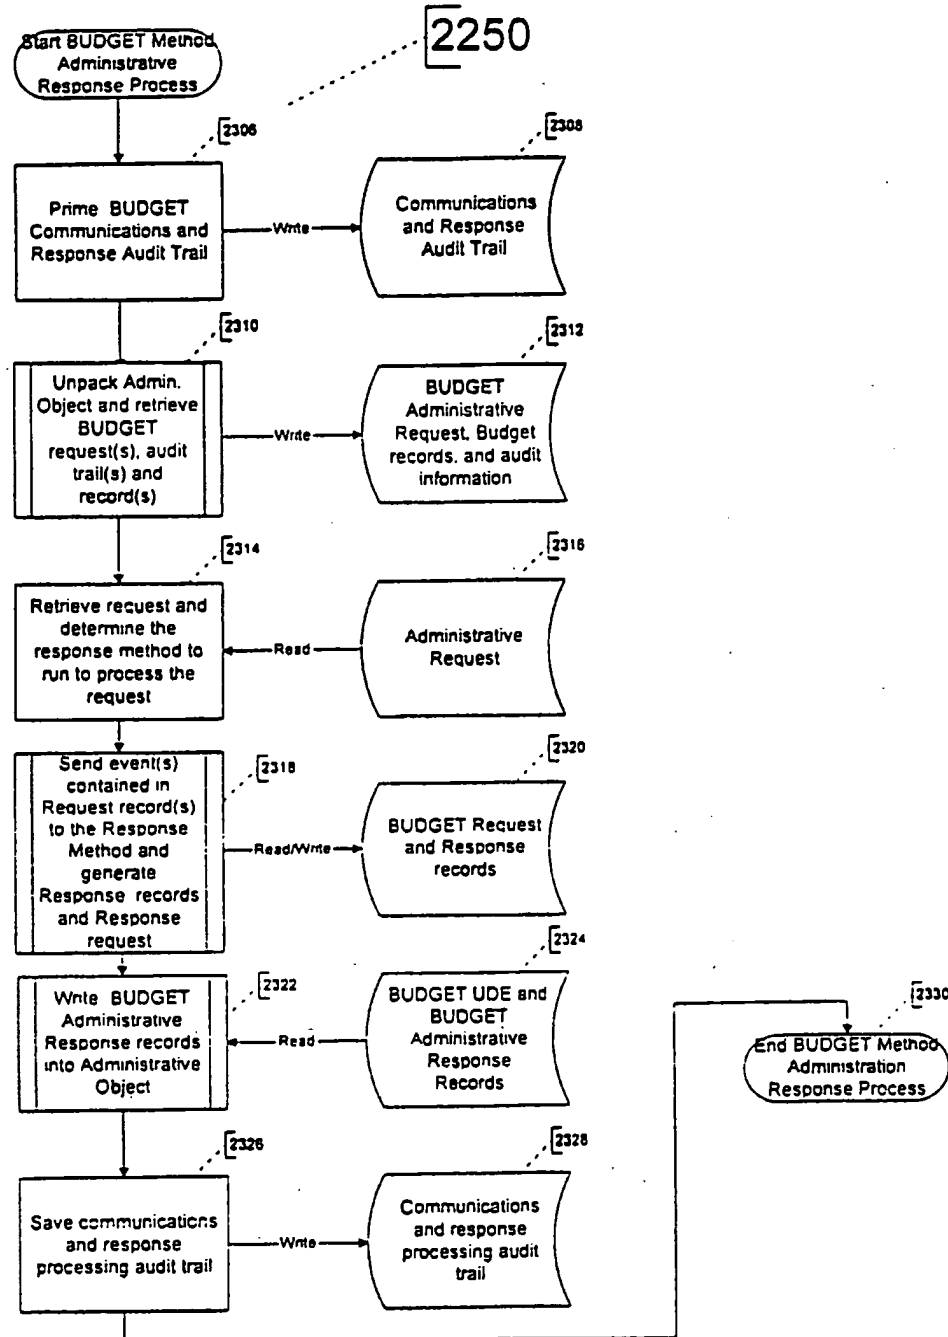 2250
Start BUDGET Method
Administrative
Response Process
2306
2308
Prime BUDGET
Communications and
Response Audit Trail
Write
Communications
and Response
Audit Trail
2310
2312
Unpack Admin.
Object and retrieve
BUDGET
request(s), audit
trail(s) and
record(s)
Write
BUDGET
Administrative
Request, Budget
records, and audit
information
2314
2316
Retrieve request and
determine the
response method to
run to process the
request
Read
Administrative
Request
2318
2320
Send event(s)
contained in
Request record(s)
to the Response
Method and
generate
Response records
and Response
request
Read/Write
BUDGET Request
and Response
records
2322
2324
Write BUDGET
Administrative
Response records
into Administrative
Object
Read
BUDGET UDE and
BUDGET
Administrative
Response
Records
2330
End BUDGET Method
Administration
Response Process
2326
2328
Save communications
and response
processing audit trail
Write
Communications
and response
processing audit
trail